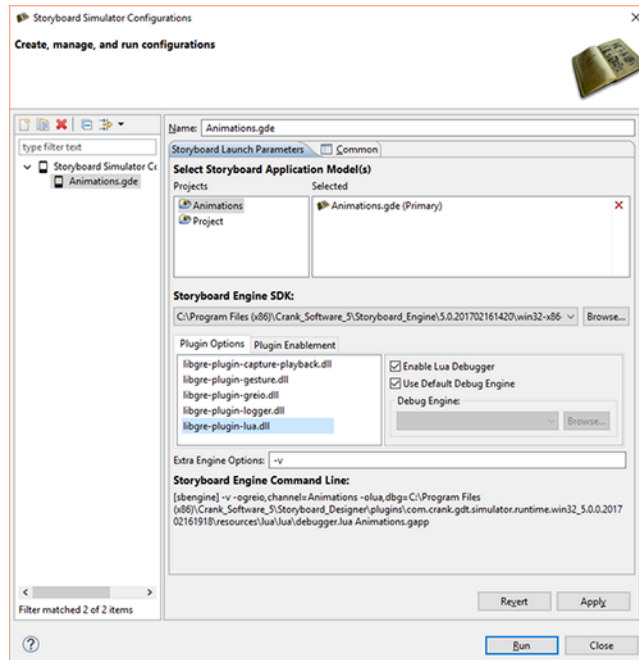 Storyboard Simulator Configurations
Create, manage, and run configurations
type filter text
Storyboard Simulator Co
Animations.gde
Filter matched 2 of 2 items
Name: Animations.gde
Storyboard Launch Parameters Common
Select Storyboard Application Model(s)
Projects Selected
Animations Animations.gde (Primary)
Project
Storyboard Engine SDK:
C:\Program Files (x86)\Crank_Software_5\Storyboard_Engine\5.0.201702161420\win32-x86- Browse...
Plugin Options Plugin Enablement
libgre-plugin-capture-playback.dll
libgre-plugin-gesture.dll
libgre-plugin-greio.dll
libgre-plugin-logger.dll
libgre-plugin-lua.dll
Enable Lua Debugger
Use Default Debug Engine
Debug Engine:
Browse...
Extra Engine Options: -v
Storyboard Engine Command Line:
[sbengine] -v -ogreio,channel=Animations -olua,dbg=C:\Program Files
(x86)\Crank_Software_5\Storyboard_Designer\plugins\com.crank.gdt.simulator.runtime.win32_5.0.0.2017
02161918\resources\lua\lua\debugger.lua Animations.gapp
Revert Apply
Run Close